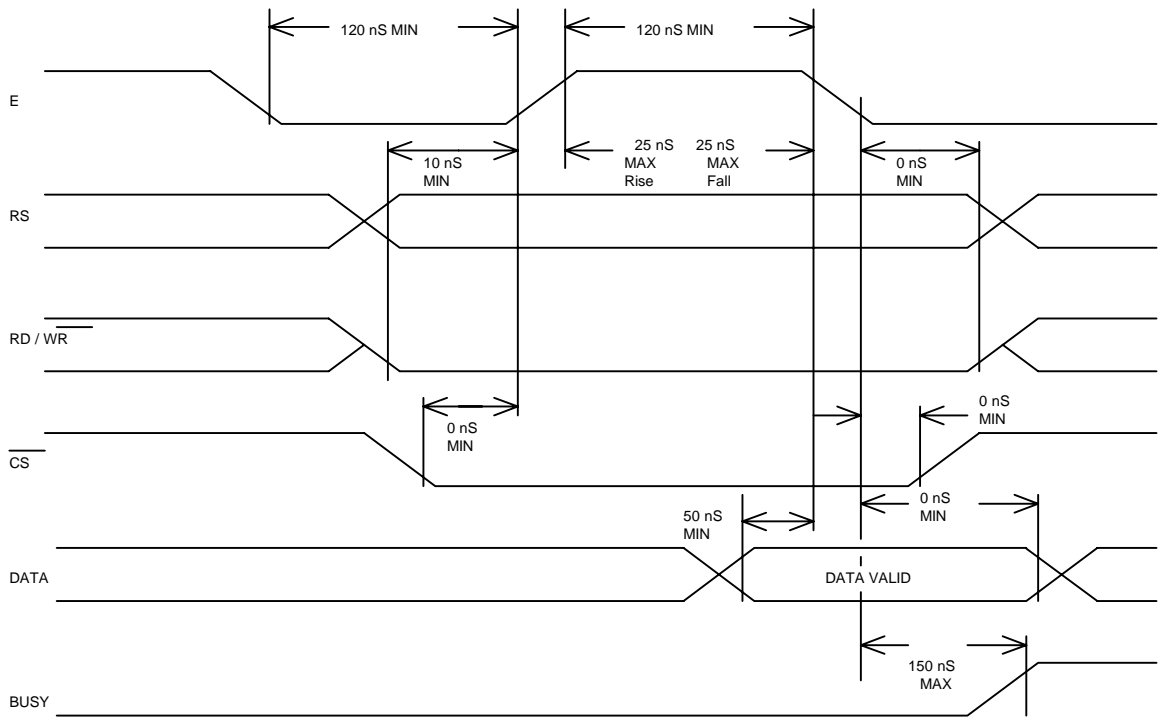 120 nS MIN
120 nS MIN
E
10 nS
MIN
25 nS
MAX
Rise
25 nS
MAX
Fall
0 nS
MIN
RS
RD / WR
0 nS
MIN
0 nS
MIN
CS
50 nS
MIN
0 nS
MIN
DATA
DATA VALID
150 nS
MAX
BUSY